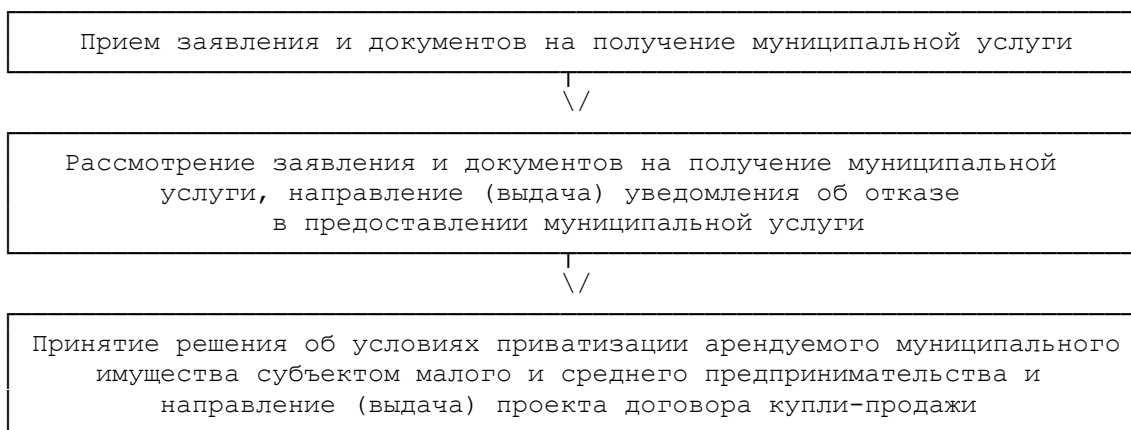 Прием заявления и документов на получение муниципальной услуги
\/
Рассмотрение заявления и документов на получение муниципальной
услуги, направление (выдача) уведомления об отказе
в предоставлении муниципальной услуги
\/
Принятие решения об условиях приватизации арендуемого муниципального
имущества субъектом малого и среднего предпринимательства и
направление (выдача) проекта договора купли-продажи